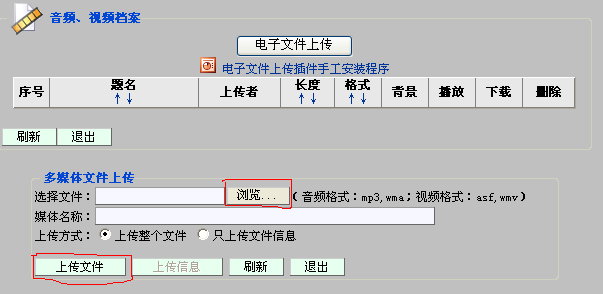 音频、视频档案
电子文件上传
电子文件上传插件手工安装程序
序号 题名 上传者 长度 格式 背景 播放 下载 删除
↑↓ ↑↓ ↑↓
刷新 退出
多媒体文件上传
选择文件: 浏览... (音频格式:mp3,wma;视频格式:asf,wmv)
媒体名称:
上传方式: 上传整个文件 只上传文件信息
上传文件 上传信息 刷新 退出